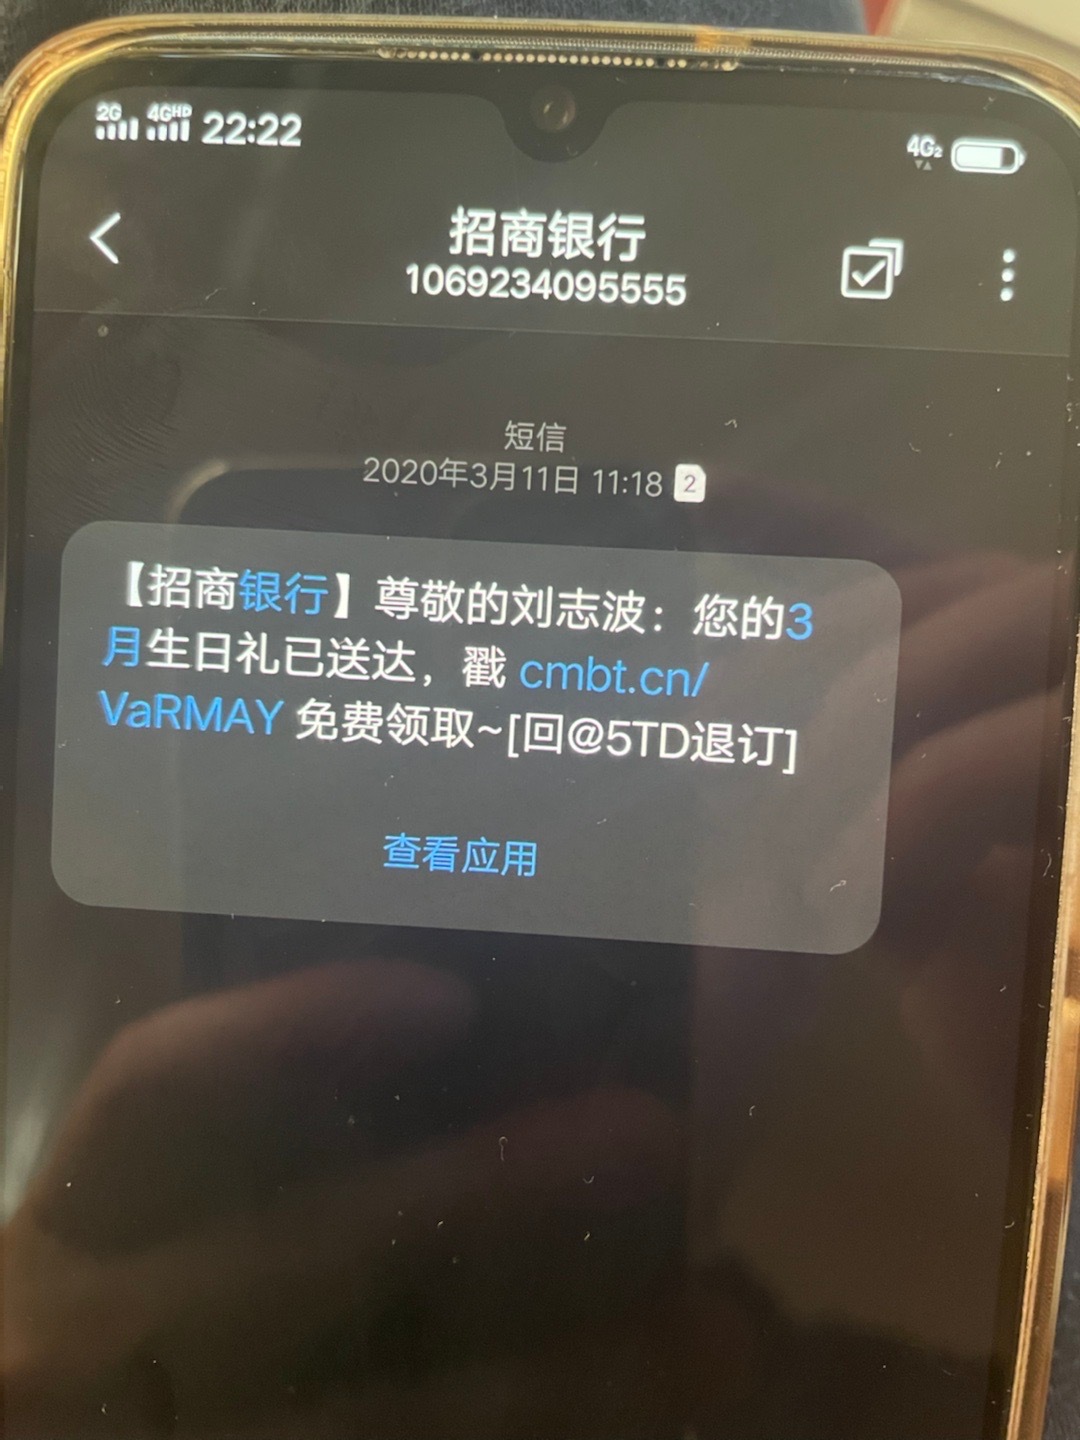 2G 4GHD 22:22 4G2
招商银行
1069234095555
短信
2020年3月11日 11:18 2
【招商银行】尊敬的刘志波：您的3
月生日礼已送达，戳 cmbt.cn/
VaRMAY 免费领取~[回@5TD退订]
查看应用